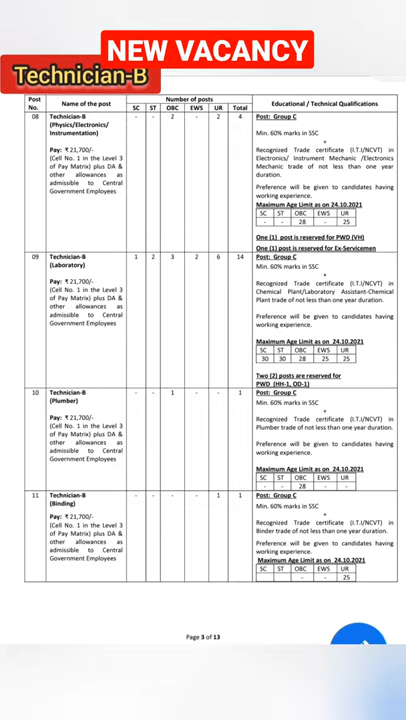 NEW VACANCY
Technician-B
Post No. Name of the post Number of posts Educational / Technical Qualifications
SC ST OBC EWS UR Total
08 Technician-B (Physics/Electronics/ Instrumentation) - - 2 - 2 4 Post: Group C
Min. 60% marks in SSC
+
Pay: ₹ 21,700/-
(Cell No. 1 in the Level 3
of Pay Matrix) plus DA &
other allowances as
admissible to Central
Government Employees
Recognized Trade certificate (I.T.I/NCVT) in
Electronics/ Instrument Mechanic /Electronics
Mechanic trade of not less than one year
duration.
Preference will be given to candidates having
working experience.
Maximum Age Limit as on 24.10.2021
SC ST OBC EWS UR
- - 28 - 25
One (1) post is reserved for PWD (VH)
One (1) post is reserved for Ex-Servicemen
09 Technician-B (Laboratory) 1 2 3 2 6 14 Post: Group C
Min. 60% marks in SSC
+
Pay: ₹ 21,700/-
(Cell No. 1 in the Level 3
of Pay Matrix) plus DA &
other allowances as
admissible to Central
Government Employees
Recognized Trade certificate (I.T.I/NCVT) in
Chemical Plant/Laboratory Assistant-Chemical
Plant trade of not less than one year duration.
Preference will be given to candidates having
working experience.
Maximum Age Limit as on 24.10.2021
SC ST OBC EWS UR
30 30 28 25 25
Two (2) posts are reserved for
PWD (HH-1, OD-1)
10 Technician-B (Plumber) - - 1 - - 1 Post: Group C
Min. 60% marks in SSC
+
Pay: ₹ 21,700/-
(Cell No. 1 in the Level 3
of Pay Matrix) plus DA &
other allowances as
admissible to Central
Government Employees
Recognized Trade certificate (I.T.I/NCVT) in
Plumber trade of not less than one year duration.
Preference will be given to candidates having
working experience.
Maximum Age Limit as on 24.10.2021
SC ST OBC EWS UR
- - 28 - -
11 Technician-B (Binding) - - - - 1 1 Post: Group C
Min. 60% marks in SSC
+
Pay: ₹ 21,700/-
(Cell No. 1 in the Level 3
of Pay Matrix) plus DA &
other allowances as
admissible to Central
Government Employees
Recognized Trade certificate (I.T.I/NCVT) in
Binder trade of not less than one year duration.
Preference will be given to candidates having
working experience.
Maximum Age Limit as on 24.10.2021
SC ST OBC EWS UR
- - 25
Page 3 of 13